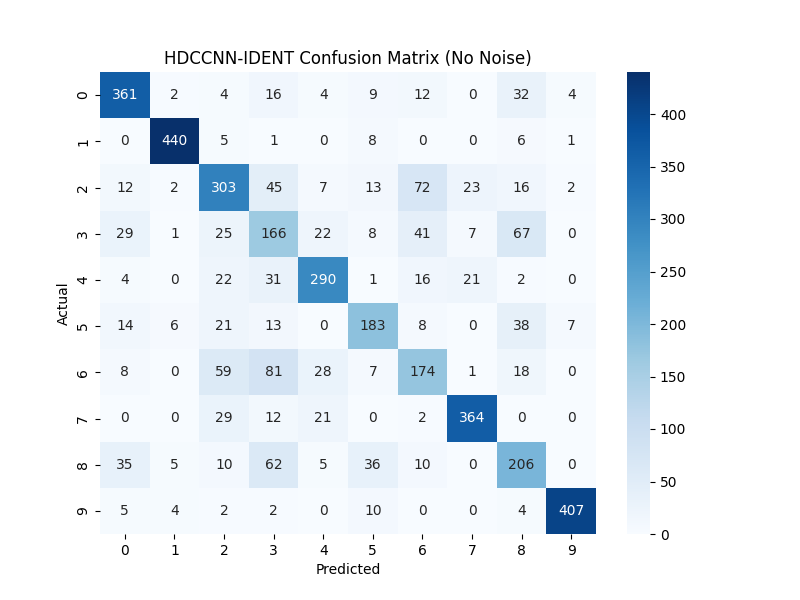 HDCCNN-IDENT Confusion Matrix (No Noise)
0 361 2 4 16 4 9 12 0 32 4
1 0 440 5 1 0 8 0 0 6 1
2 12 2 303 45 7 13 72 23 16 2
3 29 1 25 166 22 8 41 7 67 0
4 4 0 22 31 290 1 16 21 2 0
5 14 6 21 13 0 183 8 0 38 7
6 8 0 59 81 28 7 174 1 18 0
7 0 0 29 12 21 0 2 364 0 0
8 35 5 10 62 5 36 10 0 206 0
9 5 4 2 2 0 10 0 0 4 407
0 1 2 3 4 5 6 7 8 9
Predicted
Actual
400
350
300
250
200
150
100
50
0